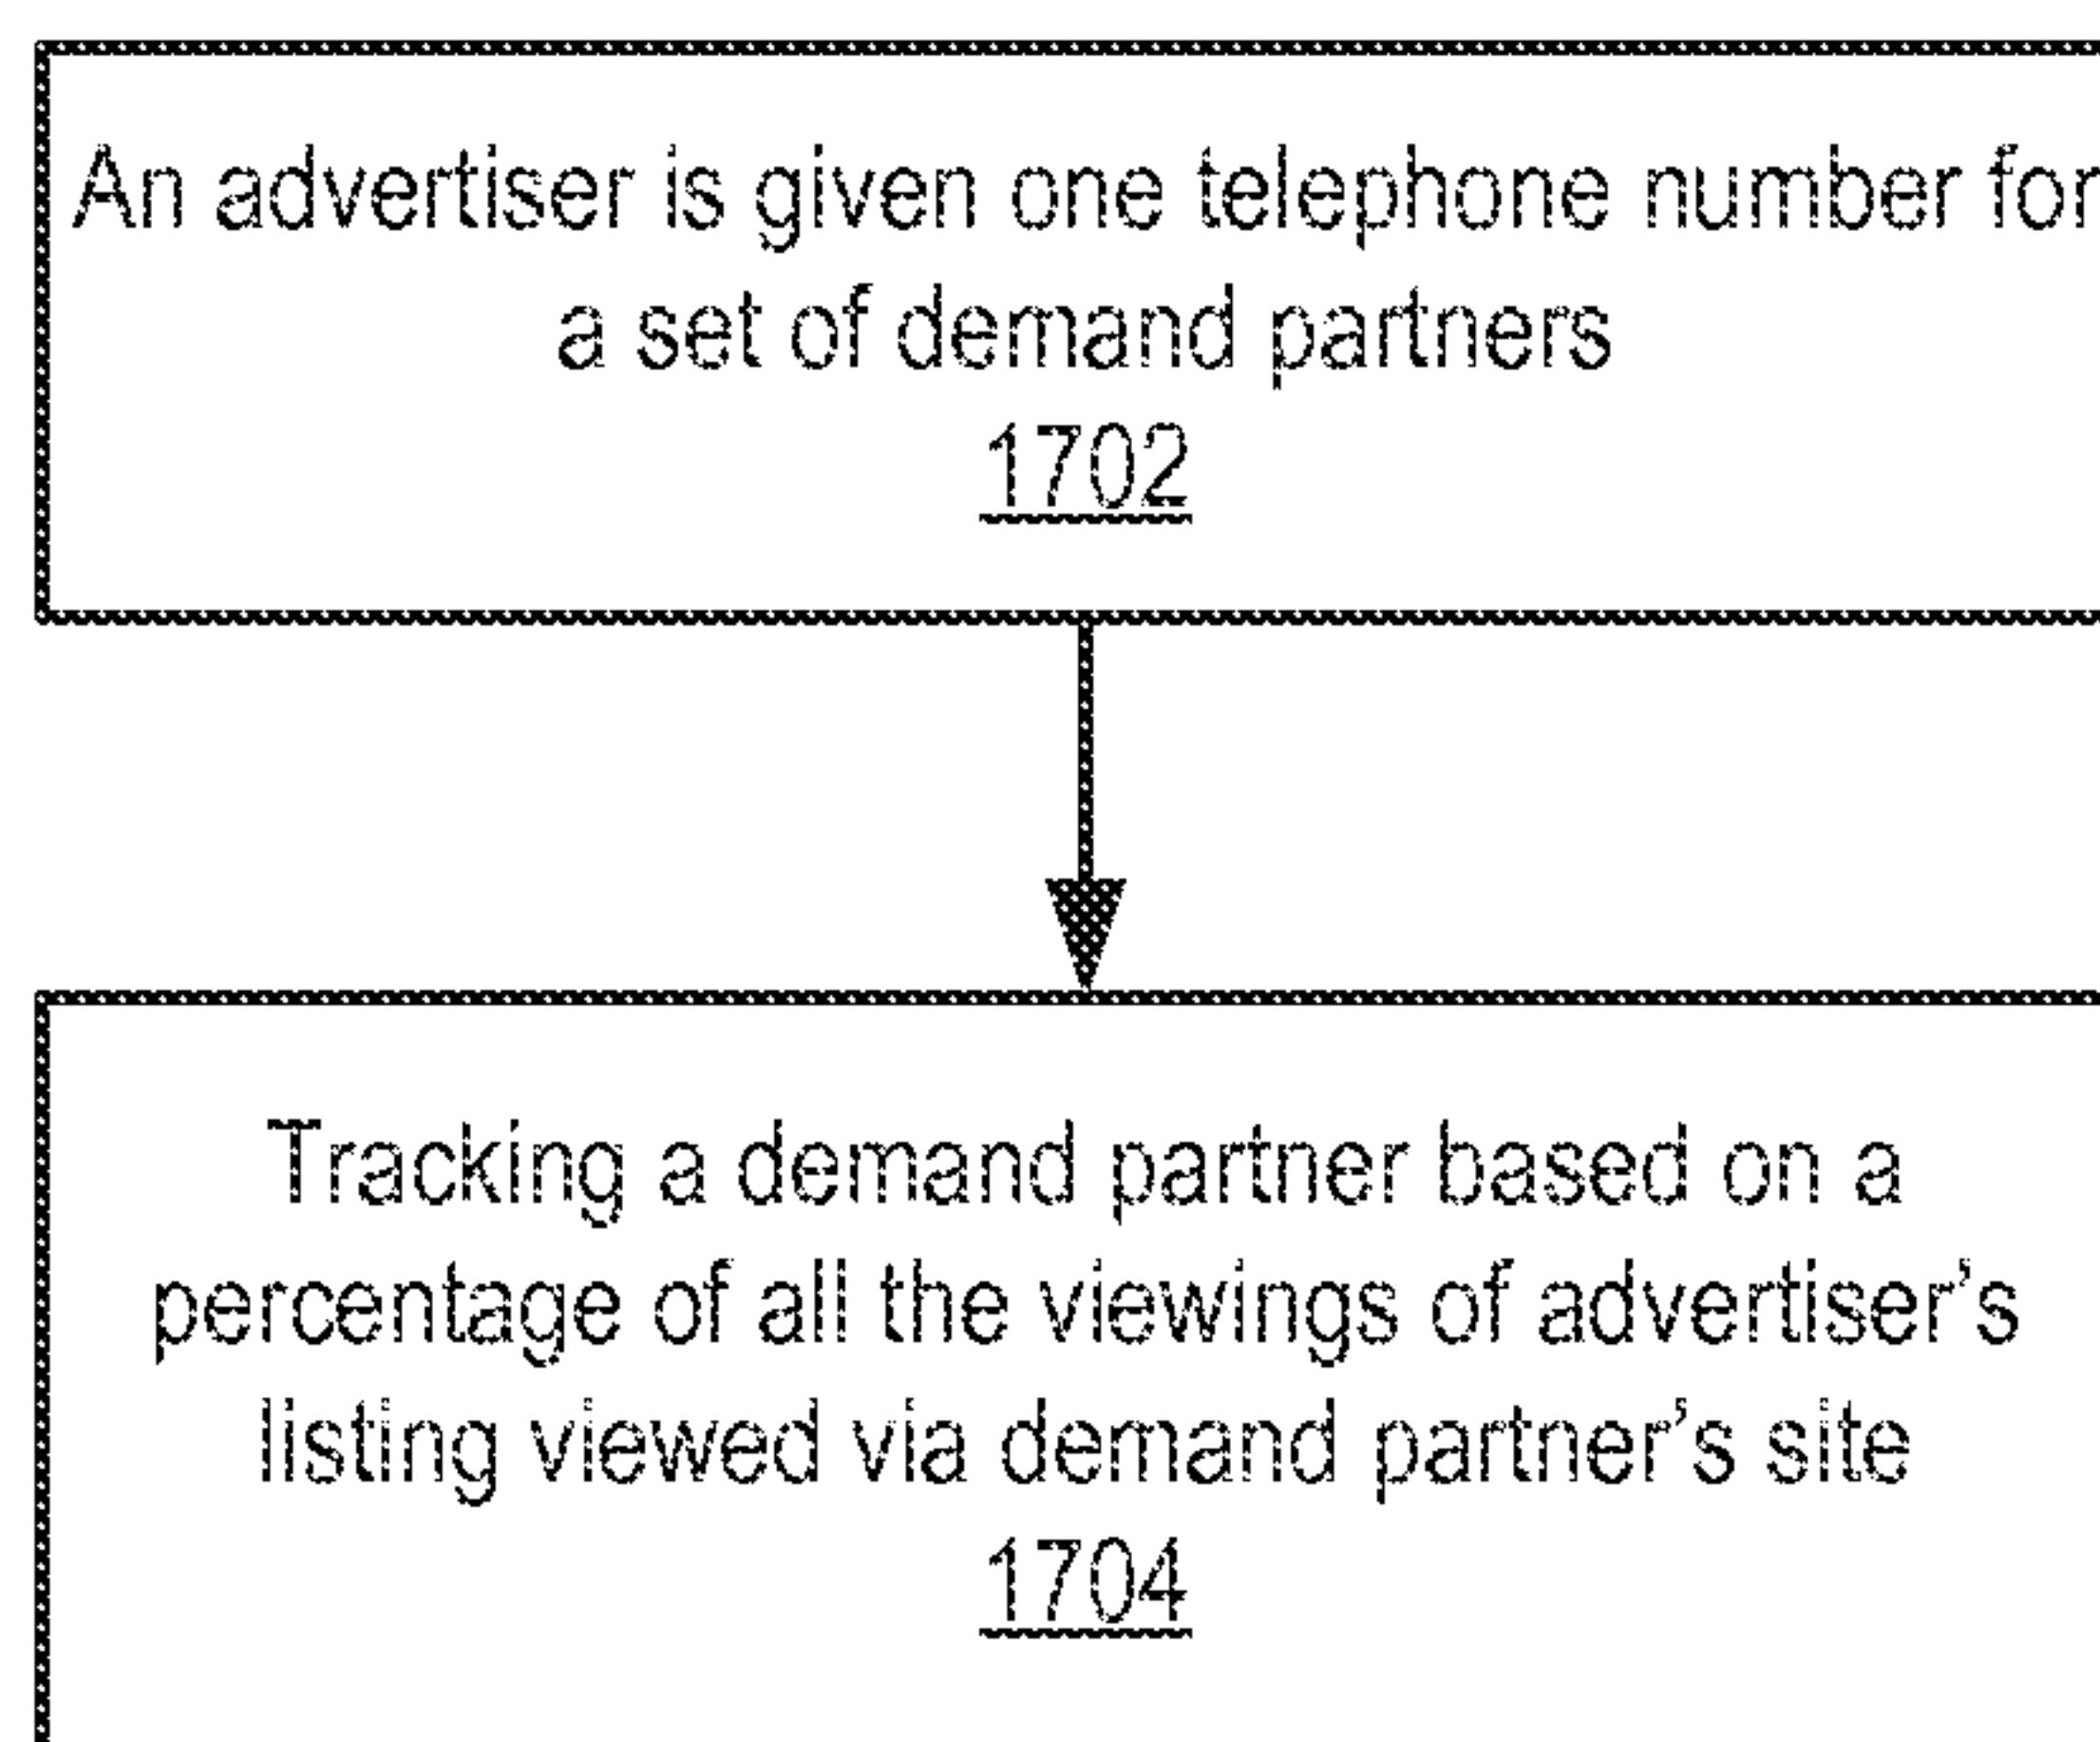 An advertiser is given one telephone number for
a set of demand partners
1702
Tracking a demand partner based on a
percentage of all the viewings of advertiser's
listing viewed via demand partner's site
1704